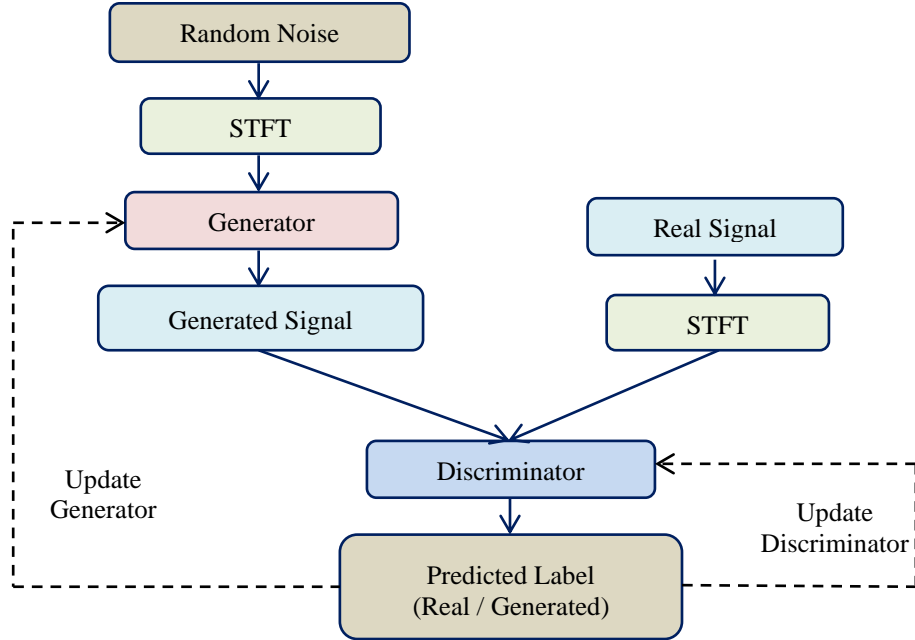 Random Noise
STFT
Generator
Real Signal
Generated Signal
STFT
Discriminator
Update
Generator
Update
Discriminator
Predicted Label
(Real / Generated)